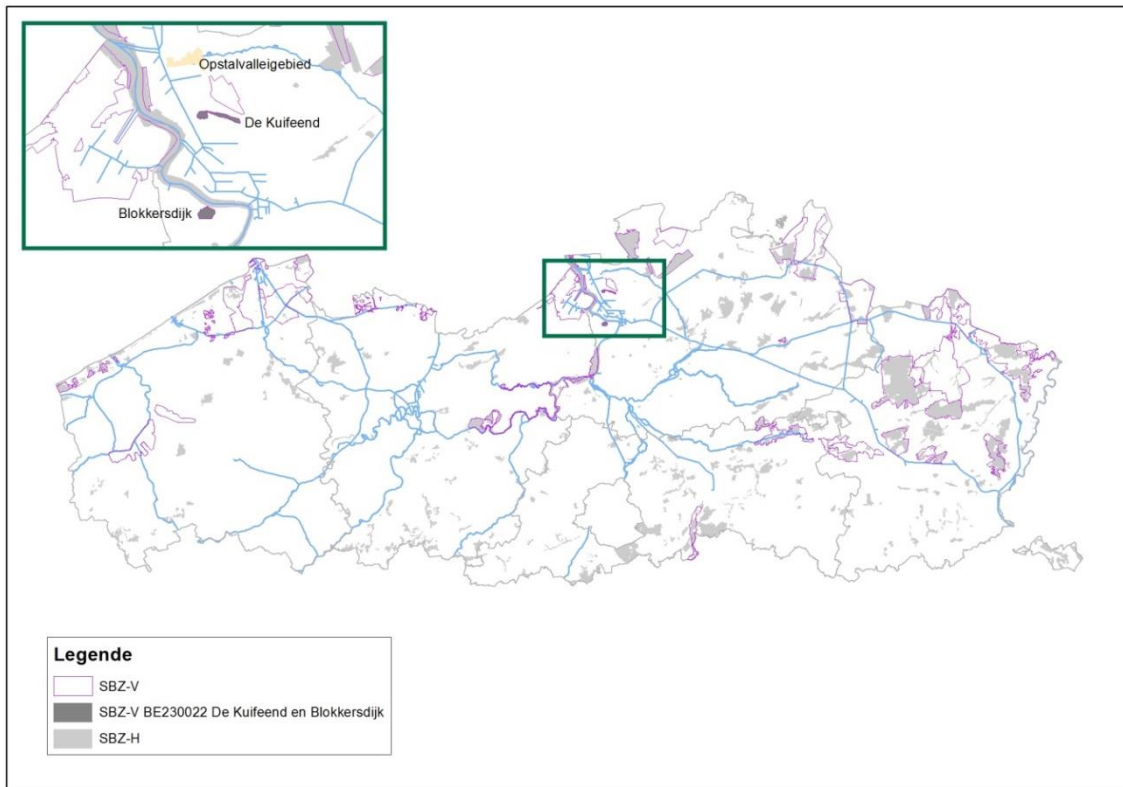 Opstalvalleigebied
De Kuifeend
Blokkersdijk
Legende
SBZ-V
SBZ-V BE230022 De Kuifeend en Blokkersdijk
SBZ-H